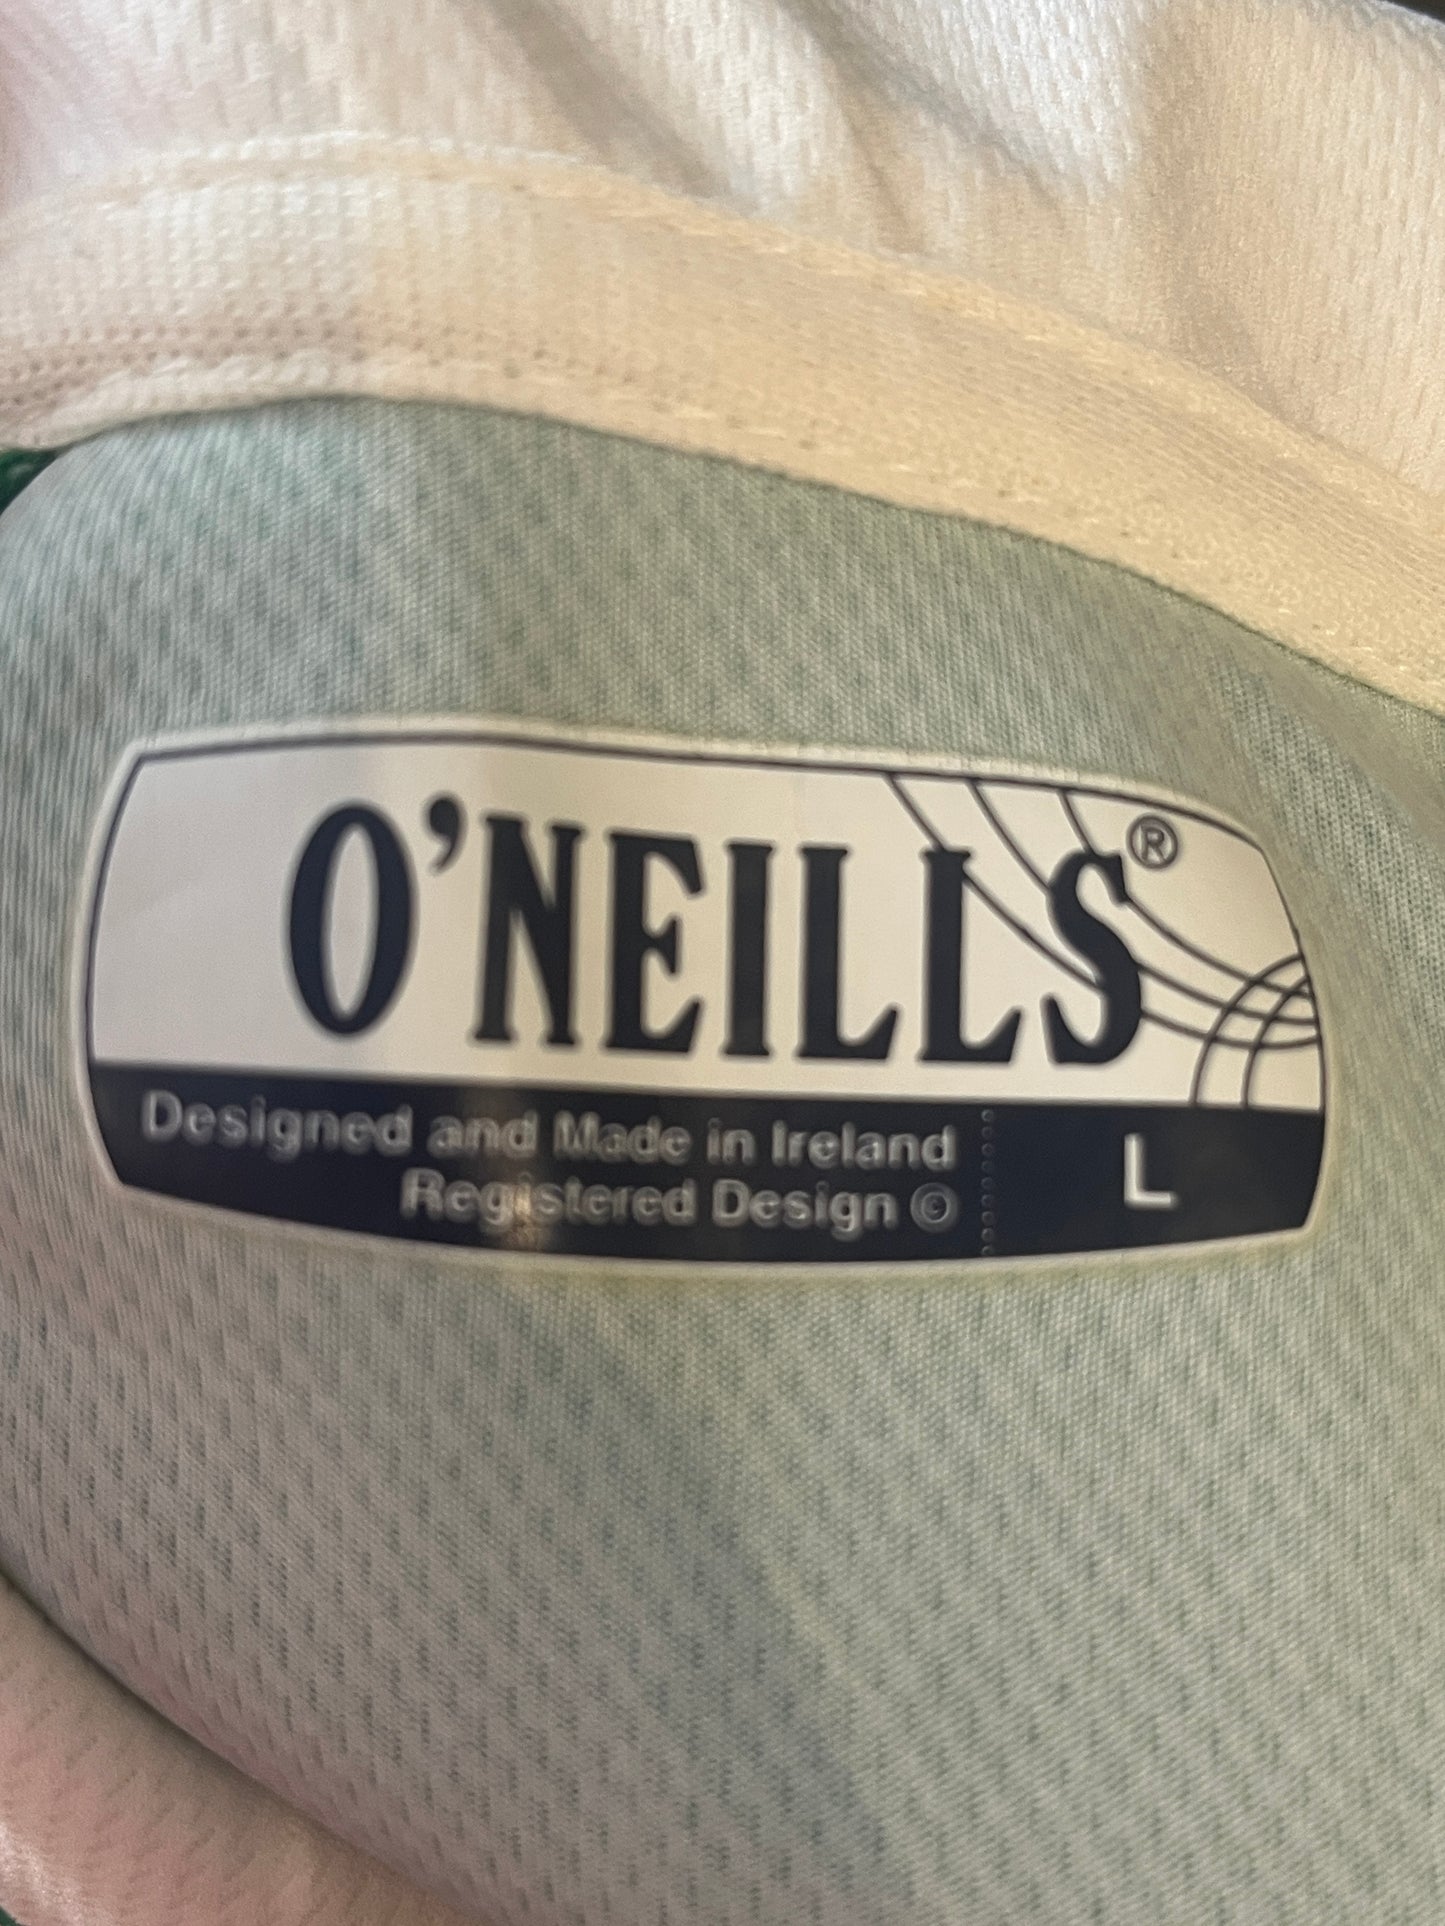 O'NEILLS®
Designed and Made in Ireland
Registered Design ©
L